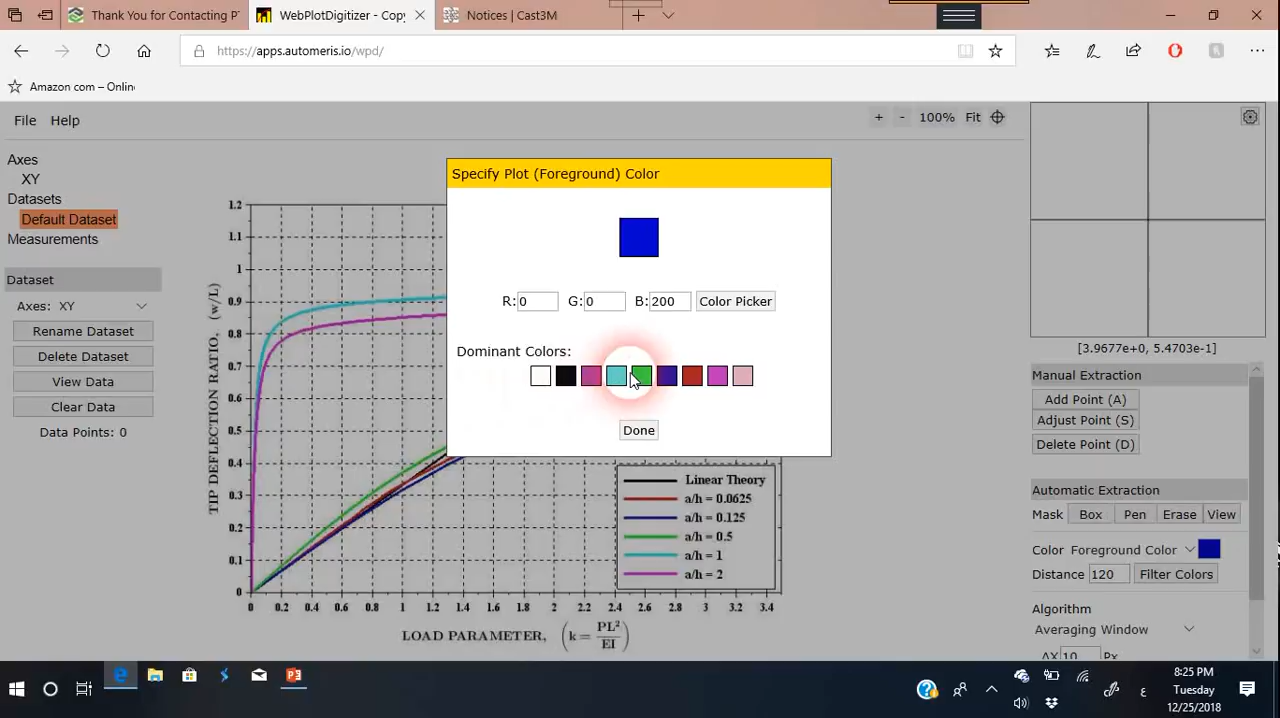 Thank You for Contacting PT
WebPlotDigitizer - Copy
Notices | Cast3M
https://apps.automeris.io/wpd/
Amazon.com – Online
File Help
+ - 100% Fit
Axes
XY
Datasets
Default Dataset
Measurements
Dataset
Axes: XY
Rename Dataset
Delete Dataset
View Data
Clear Data
Data Points: 0
1.2
1.1
1
0.9
0.8
0.7
0.6
0.5
0.4
0.3
0.2
0.1
0
TIP DEFLECTION RATIO, (w/L)
0 0.2 0.4 0.6 0.8 1 1.2 1.4 1.6 1.8 2 2.2 2.4 2.6 2.8 3 3.2 3.4
LOAD PARAMETER, (k = PL²/EI)
Linear Theory
a/h = 0.0625
a/h = 0.125
a/h = 0.5
a/h = 1
a/h = 2
Specify Plot (Foreground) Color
R: 0 G: 0 B: 200 Color Picker
Dominant Colors:
Done
[3.9677e+0, 5.4703e-1]
Manual Extraction
Add Point (A)
Adjust Point (S)
Delete Point (D)
Automatic Extraction
Mask Box Pen Erase View
Color Foreground Color
Distance 120 Filter Colors
Algorithm
Averaging Window
ΔX 10 Px
ع
8:25 PM
Tuesday
12/25/2018